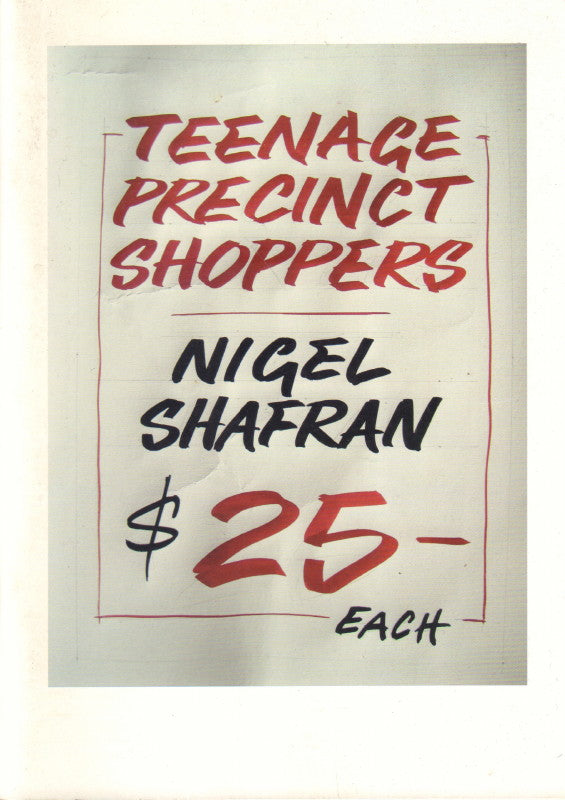 TEENAGE
PRECINCT
SHOPPERS
NIGEL
SHAFRAN
$25-
EACH